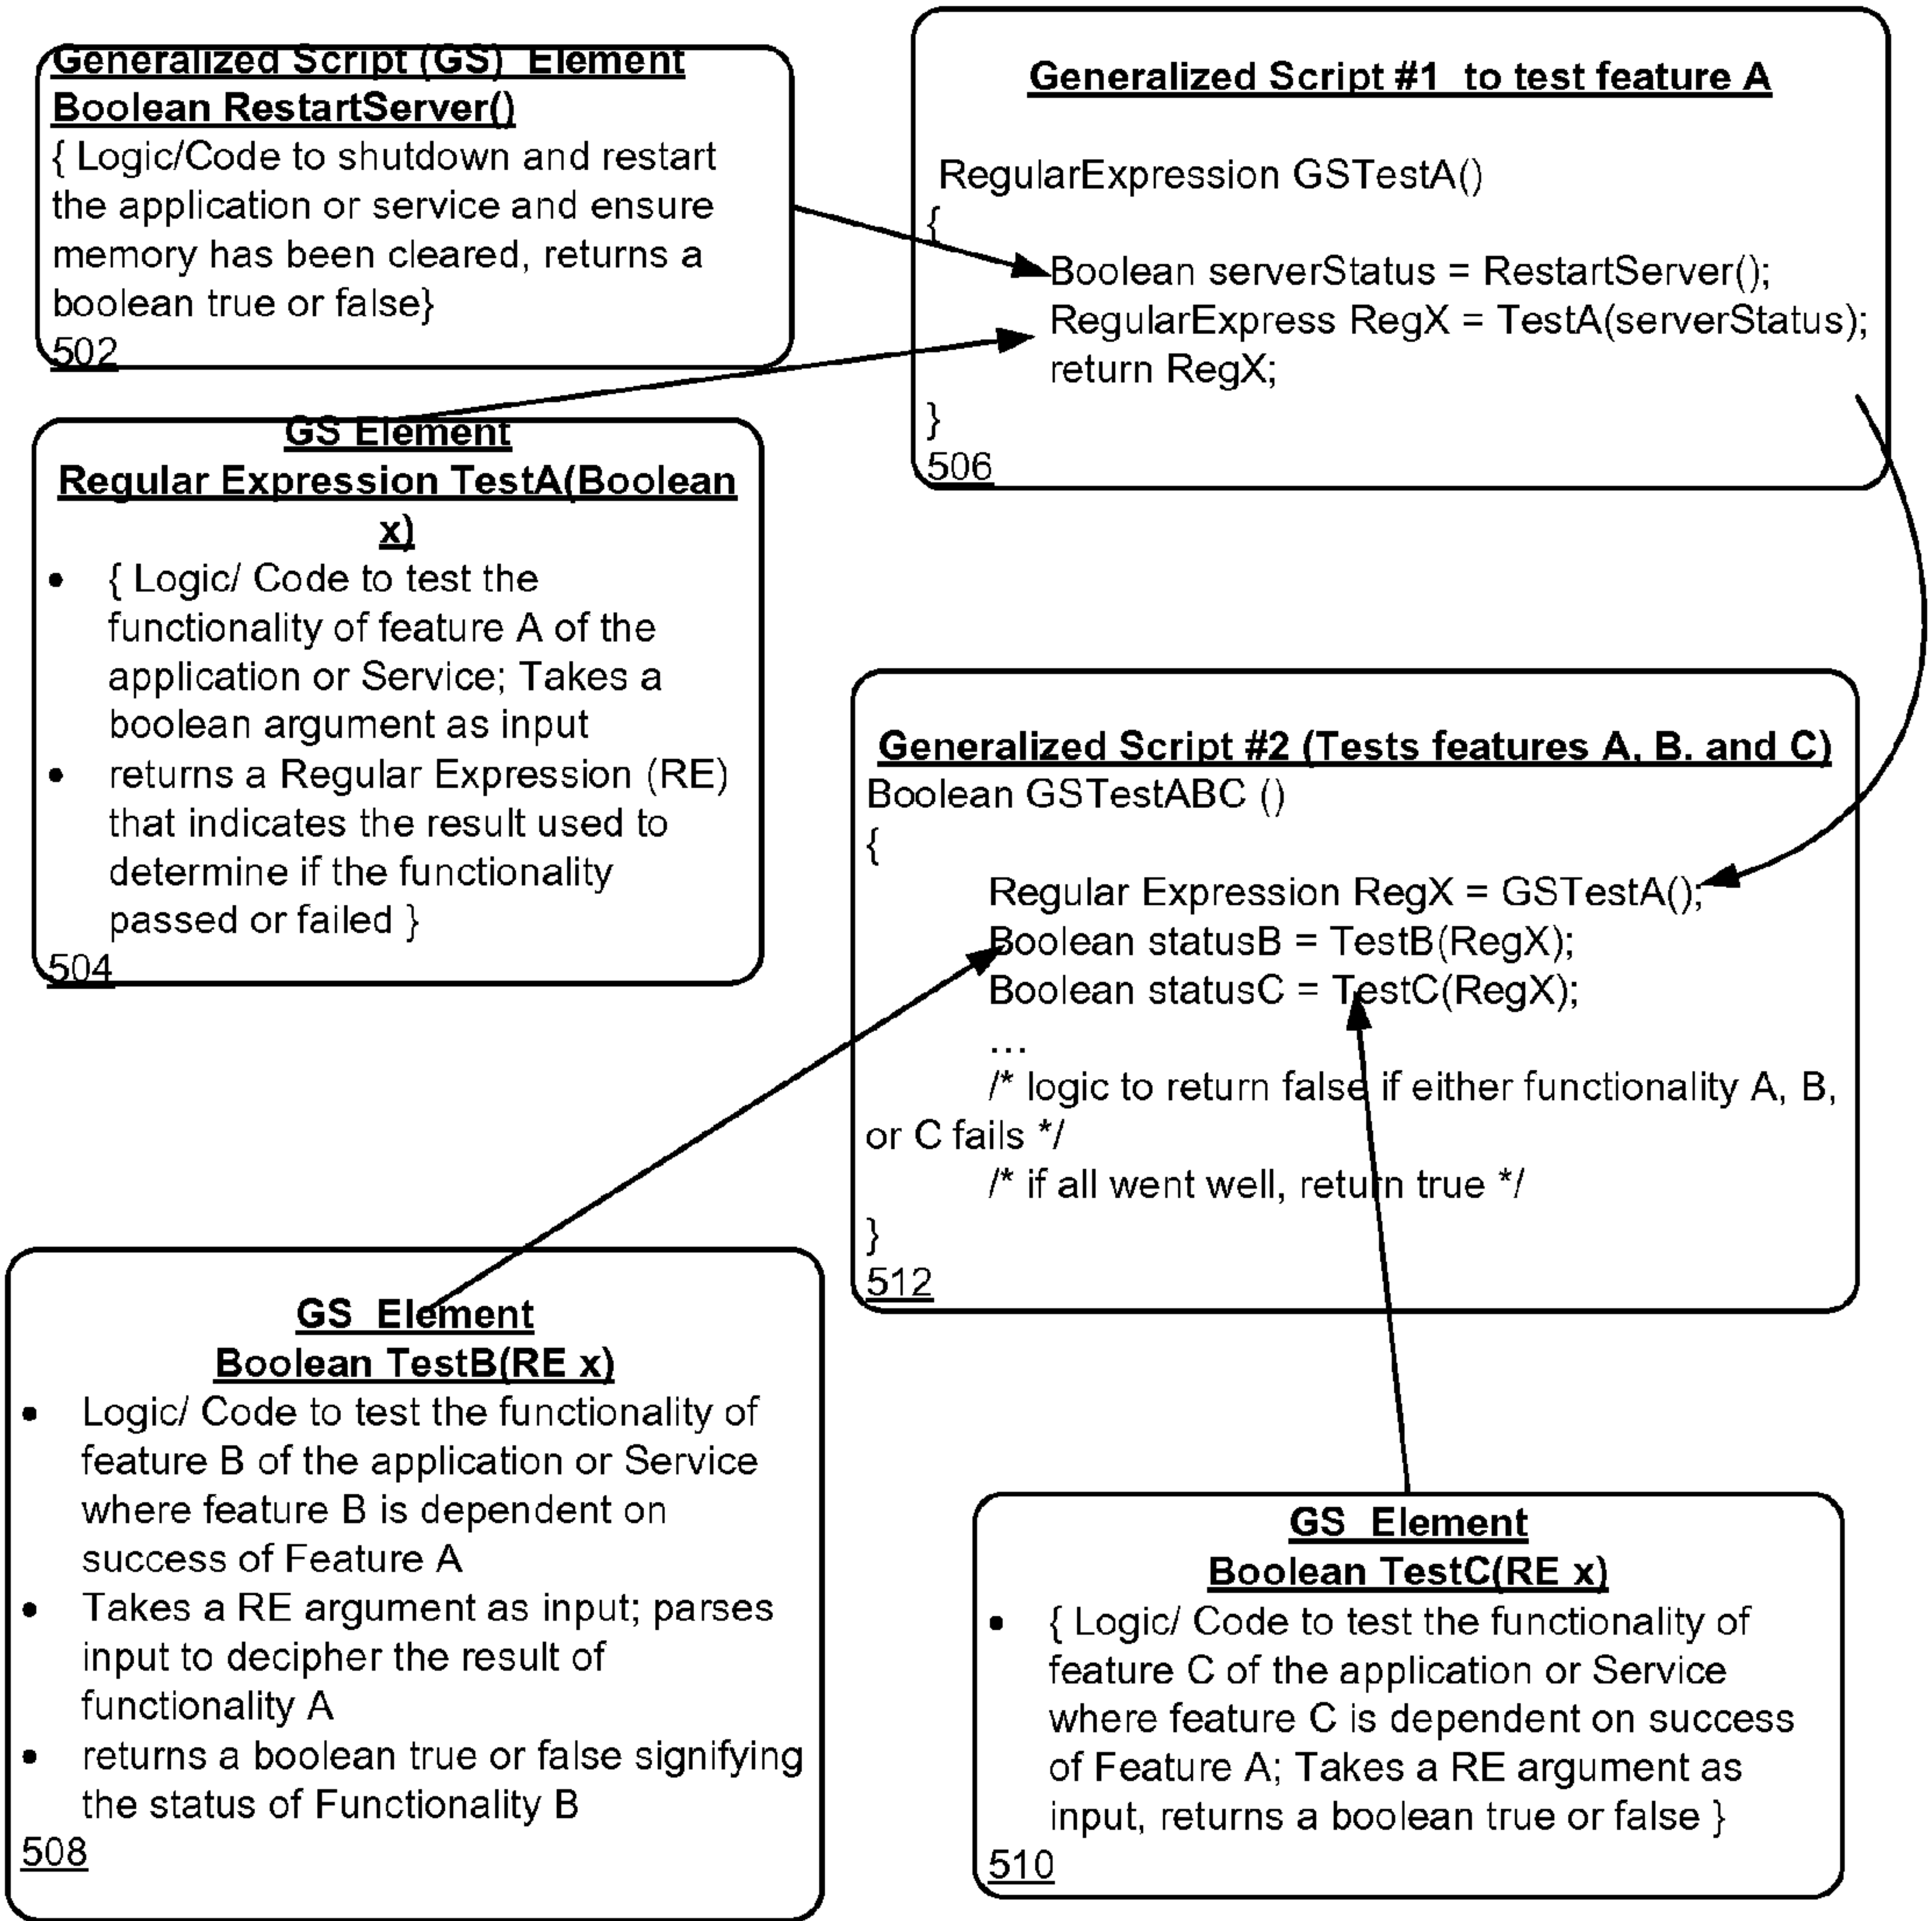 Generalized Script (GS) Element
Boolean RestartServer()
{ Logic/Code to shutdown and restart
the application or service and ensure
memory has been cleared, returns a
boolean true or false}
502
Generalized Script #1 to test feature A
RegularExpression GSTestA()
{
Boolean serverStatus = RestartServer();
RegularExpress RegX = TestA(serverStatus);
return RegX;
}
506
GS Element
Regular Expression TestA(Boolean
x)
• { Logic/ Code to test the
functionality of feature A of the
application or Service; Takes a
boolean argument as input
• returns a Regular Expression (RE)
that indicates the result used to
determine if the functionality
passed or failed }
504
Generalized Script #2 (Tests features A, B. and C)
Boolean GSTestABC ()
{
Regular Expression RegX = GSTestA();
Boolean statusB = TestB(RegX);
Boolean statusC = TestC(RegX);
...
/* logic to return false if either functionality A, B,
or C fails */
/* if all went well, return true */
}
512
GS Element
Boolean TestB(RE x)
• Logic/ Code to test the functionality of
feature B of the application or Service
where feature B is dependent on
success of Feature A
• Takes a RE argument as input; parses
input to decipher the result of
functionality A
• returns a boolean true or false signifying
the status of Functionality B
508
GS Element
Boolean TestC(RE x)
• { Logic/ Code to test the functionality of
feature C of the application or Service
where feature C is dependent on success
of Feature A; Takes a RE argument as
input, returns a boolean true or false }
510